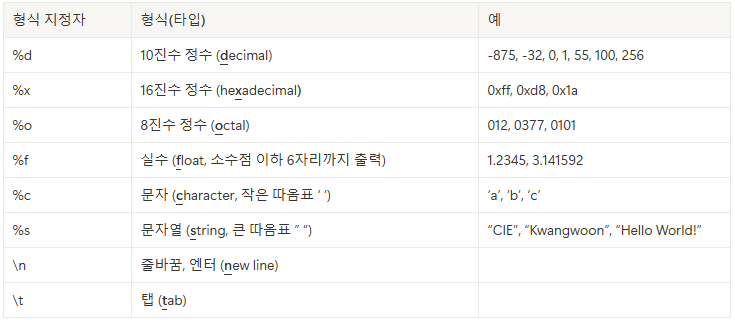 형식 지정자 형식(타입) 예
%d 10진수 정수 (decimal) -875, -32, 0, 1, 55, 100, 256
%x 16진수 정수 (hexadecimal) 0xff, 0xd8, 0x1a
%o 8진수 정수 (octal) 012, 0377, 0101
%f 실수 (float, 소수점 이하 6자리까지 출력) 1.2345, 3.141592
%c 문자 (character, 작은 따옴표 ‘ ’) ‘a’, ‘b’, ‘c’
%s 문자열 (string, 큰 따옴표 ” “) “CIE”, “Kwangwoon”, “Hello World!”
\n 줄바꿈, 엔터 (new line)
\t 탭 (tab)